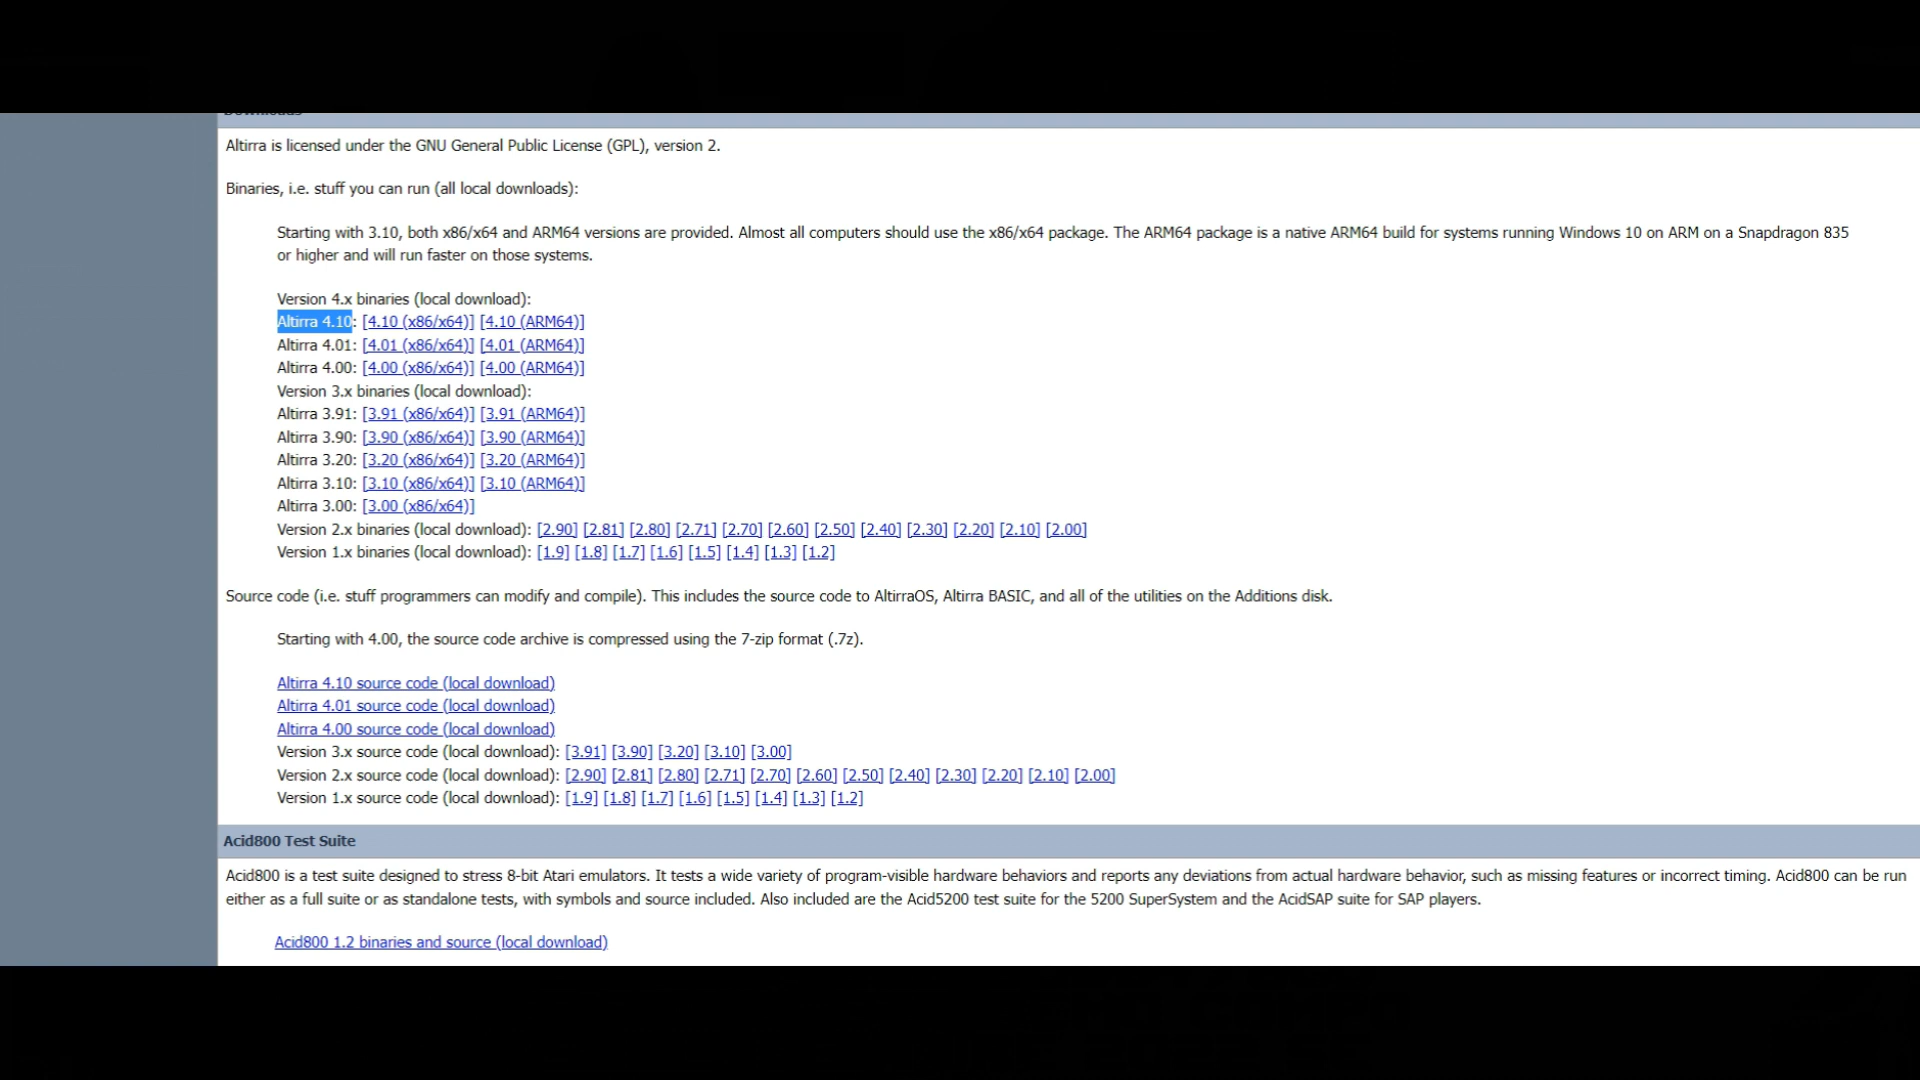 Downloads
Altirra is licensed under the GNU General Public License (GPL), version 2.
Binaries, i.e. stuff you can run (all local downloads):
Starting with 3.10, both x86/x64 and ARM64 versions are provided. Almost all computers should use the x86/x64 package. The ARM64 package is a native ARM64 build for systems running Windows 10 on ARM on a Snapdragon 835
or higher and will run faster on those systems.
Version 4.x binaries (local download):
Altirra 4.10: [4.10 (x86/x64)] [4.10 (ARM64)]
Altirra 4.01: [4.01 (x86/x64)] [4.01 (ARM64)]
Altirra 4.00: [4.00 (x86/x64)] [4.00 (ARM64)]
Version 3.x binaries (local download):
Altirra 3.91: [3.91 (x86/x64)] [3.91 (ARM64)]
Altirra 3.90: [3.90 (x86/x64)] [3.90 (ARM64)]
Altirra 3.20: [3.20 (x86/x64)] [3.20 (ARM64)]
Altirra 3.10: [3.10 (x86/x64)] [3.10 (ARM64)]
Altirra 3.00: [3.00 (x86/x64)]
Version 2.x binaries (local download): [2.90] [2.81] [2.80] [2.71] [2.70] [2.60] [2.50] [2.40] [2.30] [2.20] [2.10] [2.00]
Version 1.x binaries (local download): [1.9] [1.8] [1.7] [1.6] [1.5] [1.4] [1.3] [1.2]
Source code (i.e. stuff programmers can modify and compile). This includes the source code to AltirraOS, Altirra BASIC, and all of the utilities on the Additions disk.
Starting with 4.00, the source code archive is compressed using the 7-zip format (.7z).
Altirra 4.10 source code (local download)
Altirra 4.01 source code (local download)
Altirra 4.00 source code (local download)
Version 3.x source code (local download): [3.91] [3.90] [3.20] [3.10] [3.00]
Version 2.x source code (local download): [2.90] [2.81] [2.80] [2.71] [2.70] [2.60] [2.50] [2.40] [2.30] [2.20] [2.10] [2.00]
Version 1.x source code (local download): [1.9] [1.8] [1.7] [1.6] [1.5] [1.4] [1.3] [1.2]
Acid800 Test Suite
Acid800 is a test suite designed to stress 8-bit Atari emulators. It tests a wide variety of program-visible hardware behaviors and reports any deviations from actual hardware behavior, such as missing features or incorrect timing. Acid800 can be run
either as a full suite or as standalone tests, with symbols and source included. Also included are the Acid5200 test suite for the 5200 SuperSystem and the AcidSAP suite for SAP players.
Acid800 1.2 binaries and source (local download)